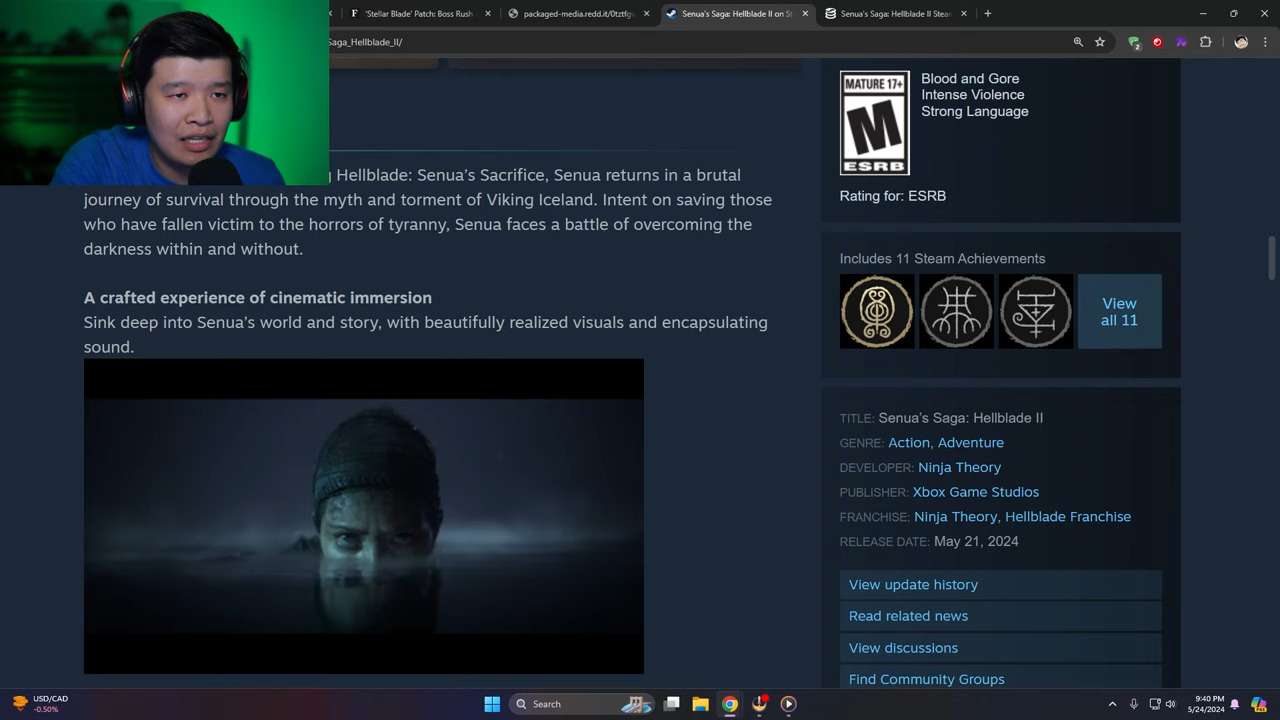 'Stellar Blade' Patch: Boss Rush
packaged-media.redd.it/0tztfgv
Senua's Saga: Hellblade II on St
Senua's Saga: Hellblade II Stea
Saga_Hellblade_II/
2
Hellblade: Senua's Sacrifice, Senua returns in a brutal
journey of survival through the myth and torment of Viking Iceland. Intent on saving those
who have fallen victim to the horrors of tyranny, Senua faces a battle of overcoming the
darkness within and without.
A crafted experience of cinematic immersion
Sink deep into Senua's world and story, with beautifully realized visuals and encapsulating
sound.
MATURE 17+
M
ESRB
Blood and Gore
Intense Violence
Strong Language
Rating for: ESRB
Includes 11 Steam Achievements
View
all 11
TITLE: Senua's Saga: Hellblade II
GENRE: Action, Adventure
DEVELOPER: Ninja Theory
PUBLISHER: Xbox Game Studios
FRANCHISE: Ninja Theory, Hellblade Franchise
RELEASE DATE: May 21, 2024
View update history
Read related news
View discussions
Find Community Groups
USD/CAD
-0.50%
Search
9:40 PM
5/24/2024